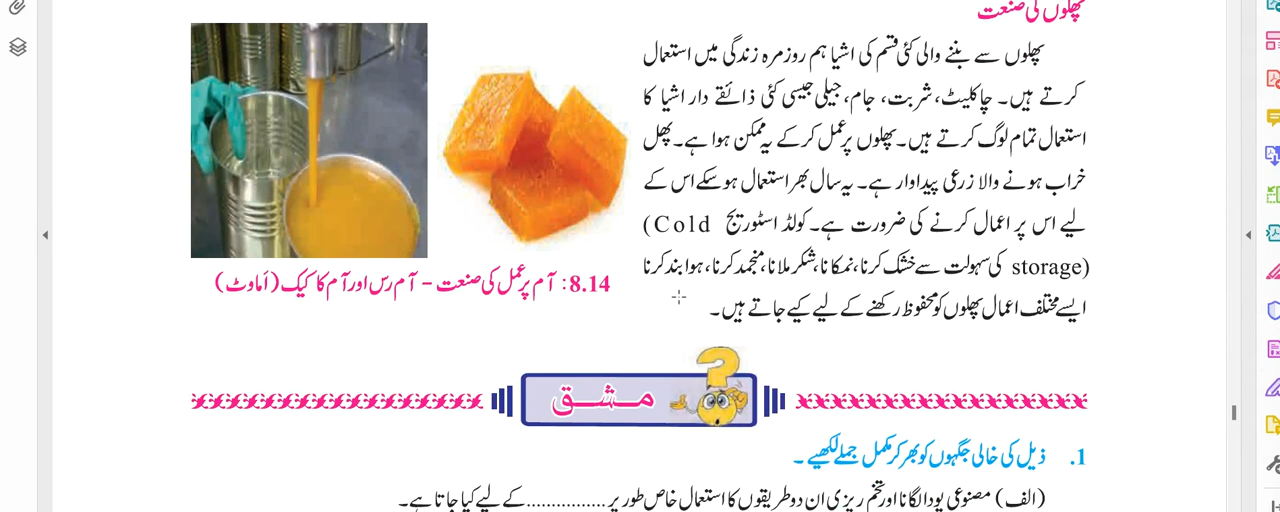 پھلوں کی صنعت
پھلوں سے بننے والی کئی قسم کی اشیا ہم روزمرہ زندگی میں استعمال
کرتے ہیں۔ چاکلیٹ، شربت، جام، جیلی جیسی کئی ذائقے دار اشیا کا
استعمال تمام لوگ کرتے ہیں۔ پھلوں پر عمل کرکے یہ ممکن ہوا ہے۔ پھل
خراب ہونے والا زرعی پیداوار ہے۔ یہ سال بھر استعمال ہوسکے اس کے
لیے اس پر اعمال کرنے کی ضرورت ہے۔ کولڈ اسٹوریج (Cold
storage) کی سہولت سے خشک کرنا، نمکانا، شکر ملانا، منجمد کرنا، ہوا بند کرنا
ایسے مختلف اعمال پھلوں کو محفوظ رکھنے کے لیے کیے جاتے ہیں۔
8.14 : آم پر عمل کی صنعت - آم رس اور آم کا کیک (اَماوٹ)
مشق
1. ذیل کی خالی جگہوں کو بھر کر مکمل جملے لکھیے۔
(الف) مصنوعی پودا لگانا اور تخم ریزی ان دو طریقوں کا استعمال خاص طور پر ............... کے لیے کیا جاتا ہے۔